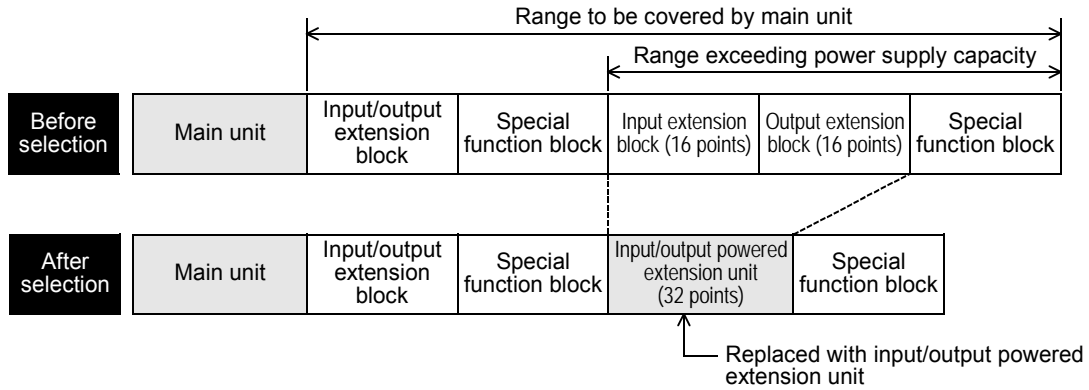 Range to be covered by main unit
Range exceeding power supply capacity
Before
selection
Main unit
Input/output
extension
block
Special
function block
Input extension
block (16 points)
Output extension
block (16 points)
Special
function block
After
selection
Main unit
Input/output
extension
block
Special
function block
Input/output powered
extension unit
(32 points)
Special
function block
Replaced with input/output powered
extension unit